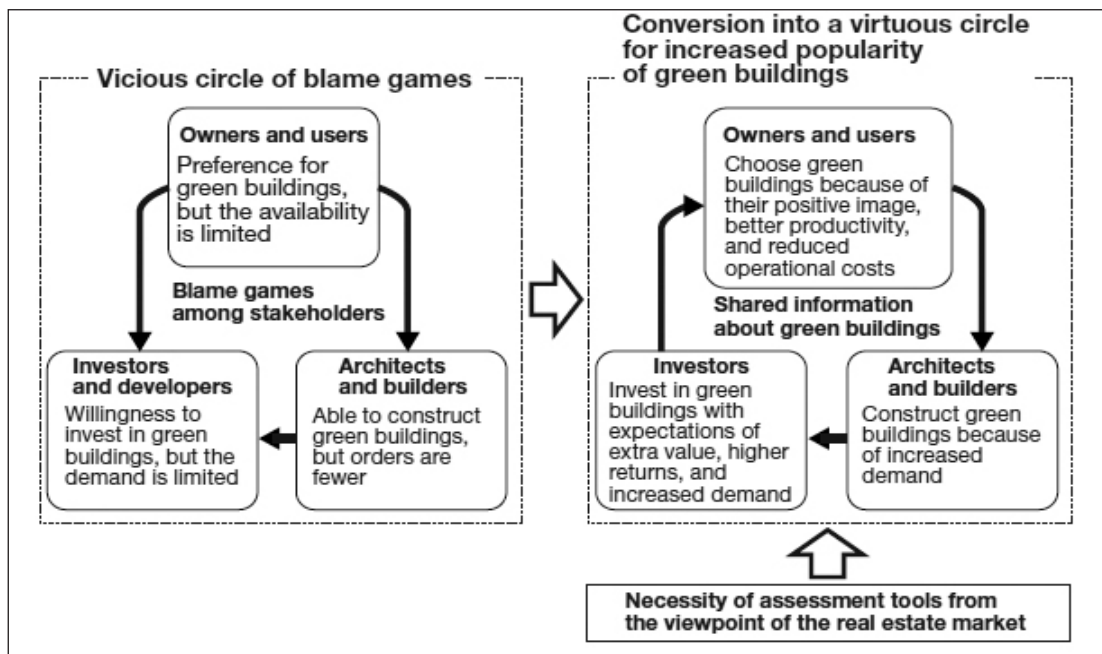 Vicious circle of blame games
Owners and users
Preference for
green buildings,
but the availability
is limited
Blame games
among stakeholders
Investors
and developers
Willingness to
invest in green
buildings, but the
demand is limited
Architects
and builders
Able to construct
green buildings,
but orders are
fewer
Conversion into a virtuous circle
for increased popularity
of green buildings
Owners and users
Choose green
buildings because of
their positive image,
better productivity,
and reduced
operational costs
Shared information
about green buildings
Investors
Invest in green
buildings with
expectations of
extra value, higher
returns, and
increased demand
Architects
and builders
Construct green
buildings because
of increased
demand
Necessity of assessment tools from
the viewpoint of the real estate market